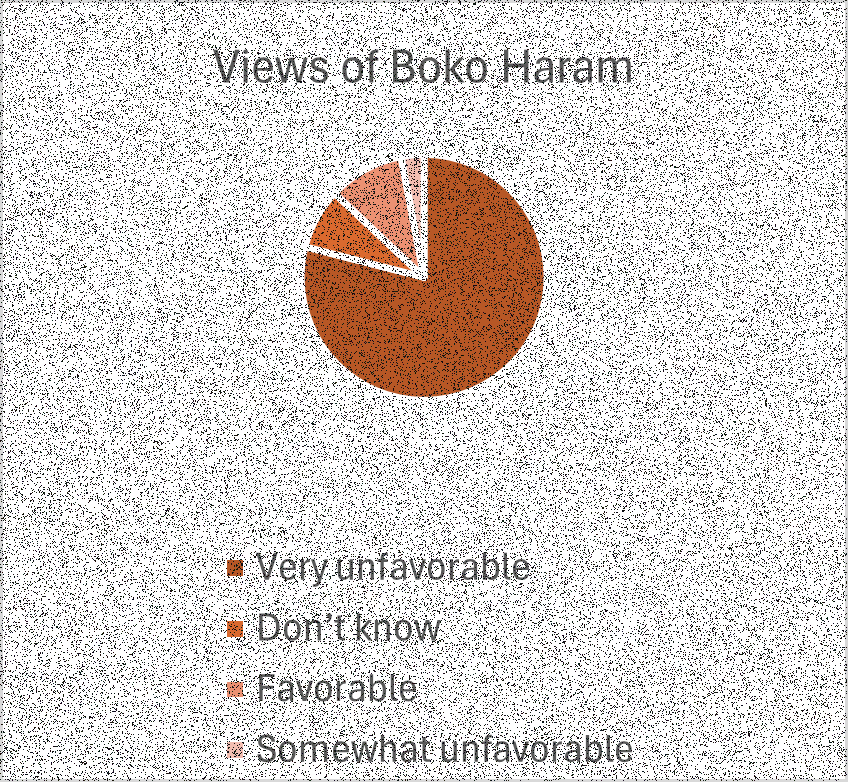 Views of Boko Haram
Very unfavorable
Don't know
Favorable
Somewhat unfavorable